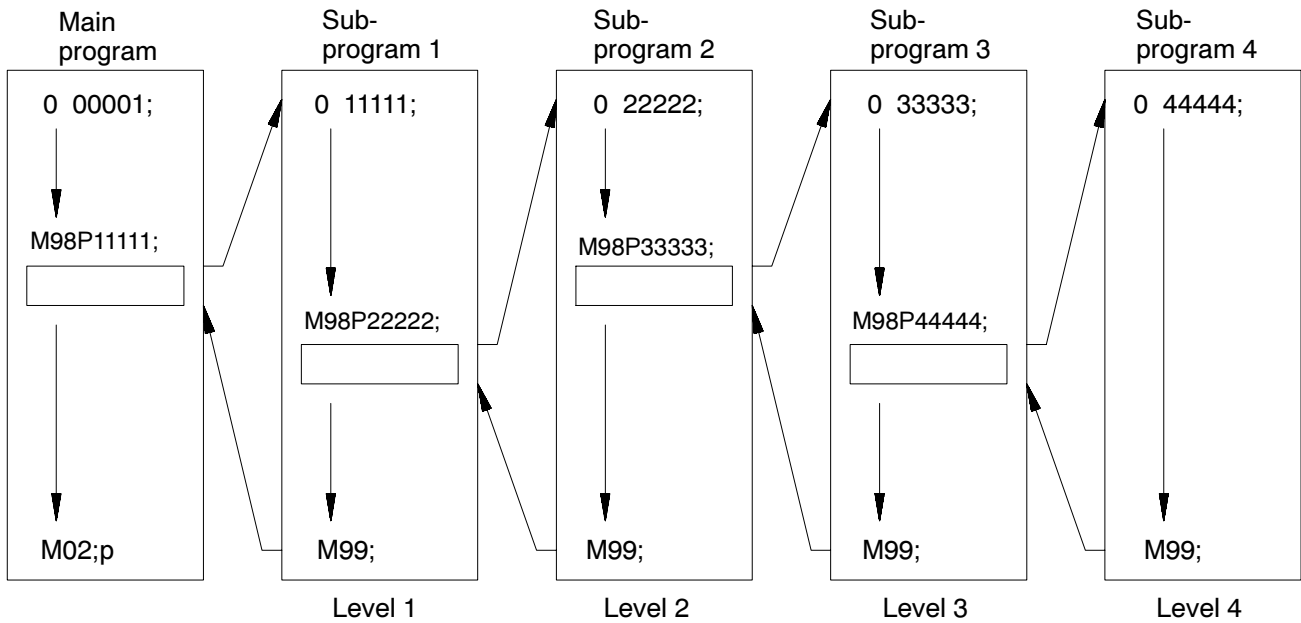 Main
program
0 00001;
M98P11111;
M02;p
Sub-
program 1
0 11111;
M98P22222;
M99;
Level 1
Sub-
program 2
0 22222;
M98P33333;
M99;
Level 2
Sub-
program 3
0 33333;
M98P44444;
M99;
Level 3
Sub-
program 4
0 44444;
M99;
Level 4